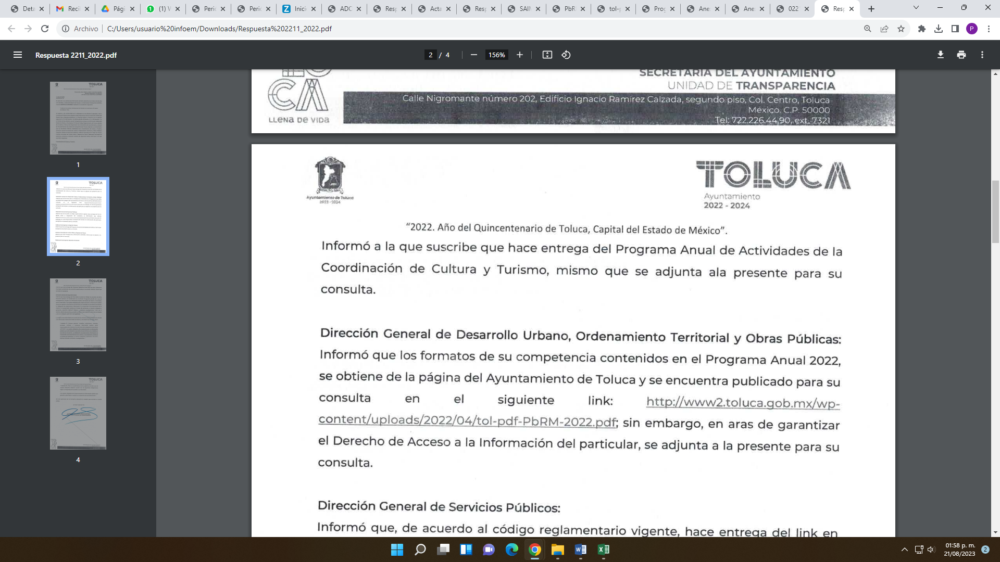 Deta
Reci
Pági
(1) W
Peric
Peric
Inici
ADC
Resp
Acta
Resp
SAIM
PbR
tol-p
Prog
Ane
Ane
022
Resp
Archivo
C:/Users/usuario%20infoem/Downloads/Respuesta%202211_2022.pdf
P
Respuesta 2211_2022.pdf
2 / 4
156%
1
2
3
4
SECRETARÍA DEL AYUNTAMIENTO
UNIDAD DE TRANSPARENCIA
Calle Nigromante número 202, Edificio Ignacio Ramírez Calzada, segundo piso, Col. Centro, Toluca
México. C.P. 50000
Tel: 722.226.44.90, ext. 7321
LLENA DE VIDA
Ayuntamiento de Toluca
2022 - 2024
TOLUCA
Ayuntamiento
2022 - 2024
“2022. Año del Quincentenario de Toluca, Capital del Estado de México”.
Informó a la que suscribe que hace entrega del Programa Anual de Actividades de la
Coordinación de Cultura y Turismo, mismo que se adjunta ala presente para su
consulta.
Dirección General de Desarrollo Urbano, Ordenamiento Territorial y Obras Públicas:
Informó que los formatos de su competencia contenidos en el Programa Anual 2022,
se obtiene de la página del Ayuntamiento de Toluca y se encuentra publicado para su
consulta en el siguiente link: http://www2.toluca.gob.mx/wp-
content/uploads/2022/04/tol-pdf-PbRM-2022.pdf; sin embargo, en aras de garantizar
el Derecho de Acceso a la Información del particular, se adjunta a la presente para su
consulta.
Dirección General de Servicios Públicos:
Informó que, de acuerdo al código reglamentario vigente, hace entrega del link en
01:58 p. m.
21/08/2023
2